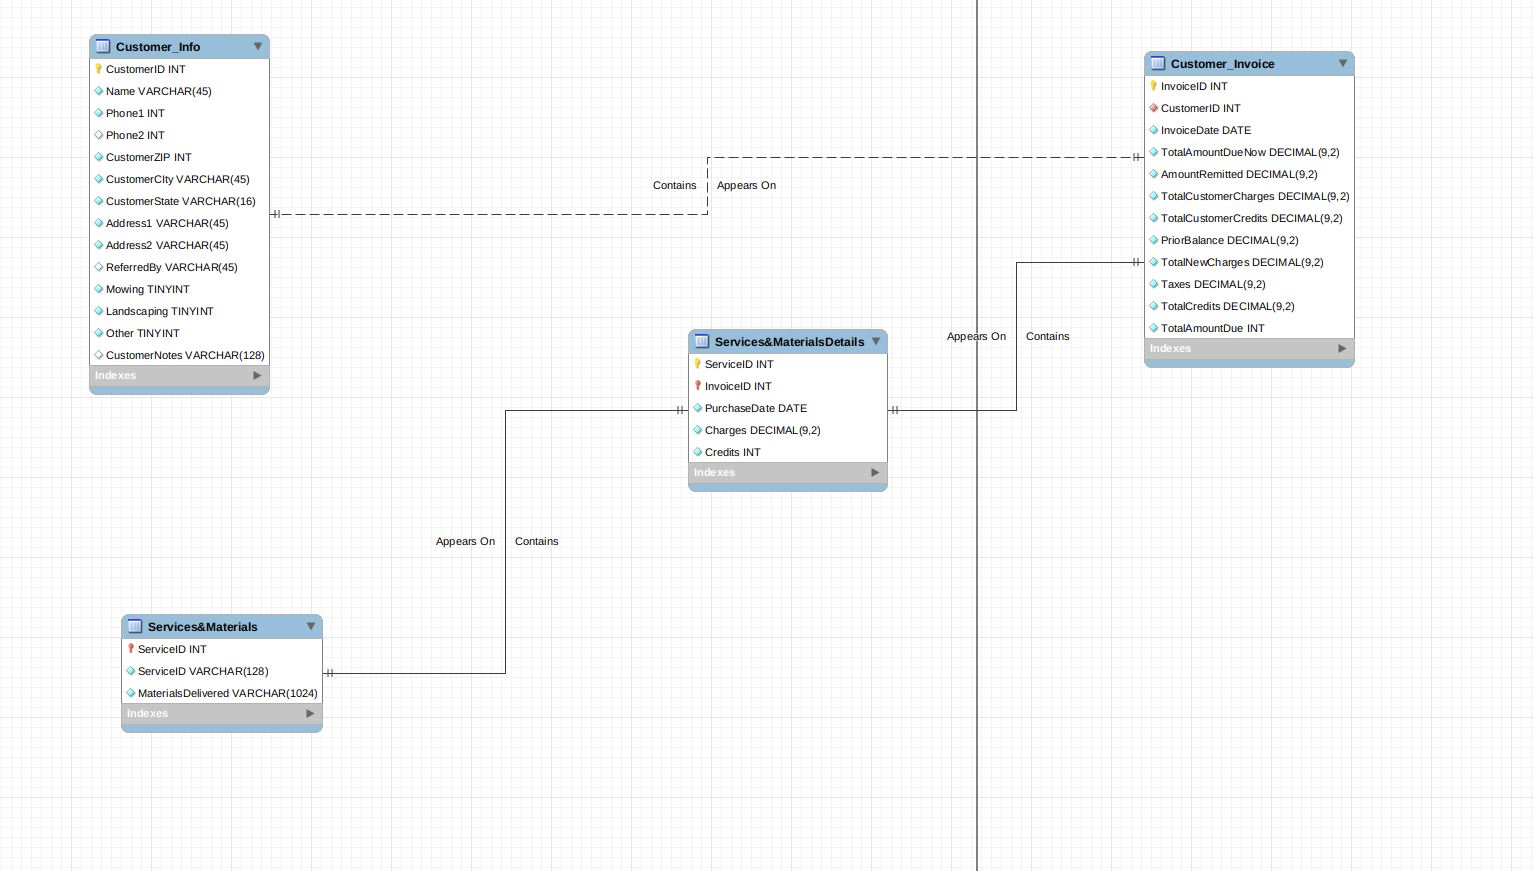 Customer_Info
CustomerID INT
Name VARCHAR(45)
Phone1 INT
Phone2 INT
CustomerZIP INT
CustomerCIty VARCHAR(45)
CustomerState VARCHAR(16)
Address1 VARCHAR(45)
Address2 VARCHAR(45)
ReferredBy VARCHAR(45)
Mowing TINYINT
Landscaping TINYINT
Other TINYINT
CustomerNotes VARCHAR(128)
Indexes
Contains
Appears On
Customer_Invoice
InvoiceID INT
CustomerID INT
InvoiceDate DATE
TotalAmountDueNow DECIMAL(9,2)
AmountRemitted DECIMAL(9,2)
TotalCustomerCharges DECIMAL(9,2)
TotalCustomerCredits DECIMAL(9,2)
PriorBalance DECIMAL(9,2)
TotalNewCharges DECIMAL(9,2)
Taxes DECIMAL(9,2)
TotalCredits DECIMAL(9,2)
TotalAmountDue INT
Indexes
Services&MaterialsDetails
ServiceID INT
InvoiceID INT
PurchaseDate DATE
Charges DECIMAL(9,2)
Credits INT
Indexes
Appears On
Contains
Appears On
Contains
Services&Materials
ServiceID INT
ServiceID VARCHAR(128)
MaterialsDelivered VARCHAR(1024)
Indexes